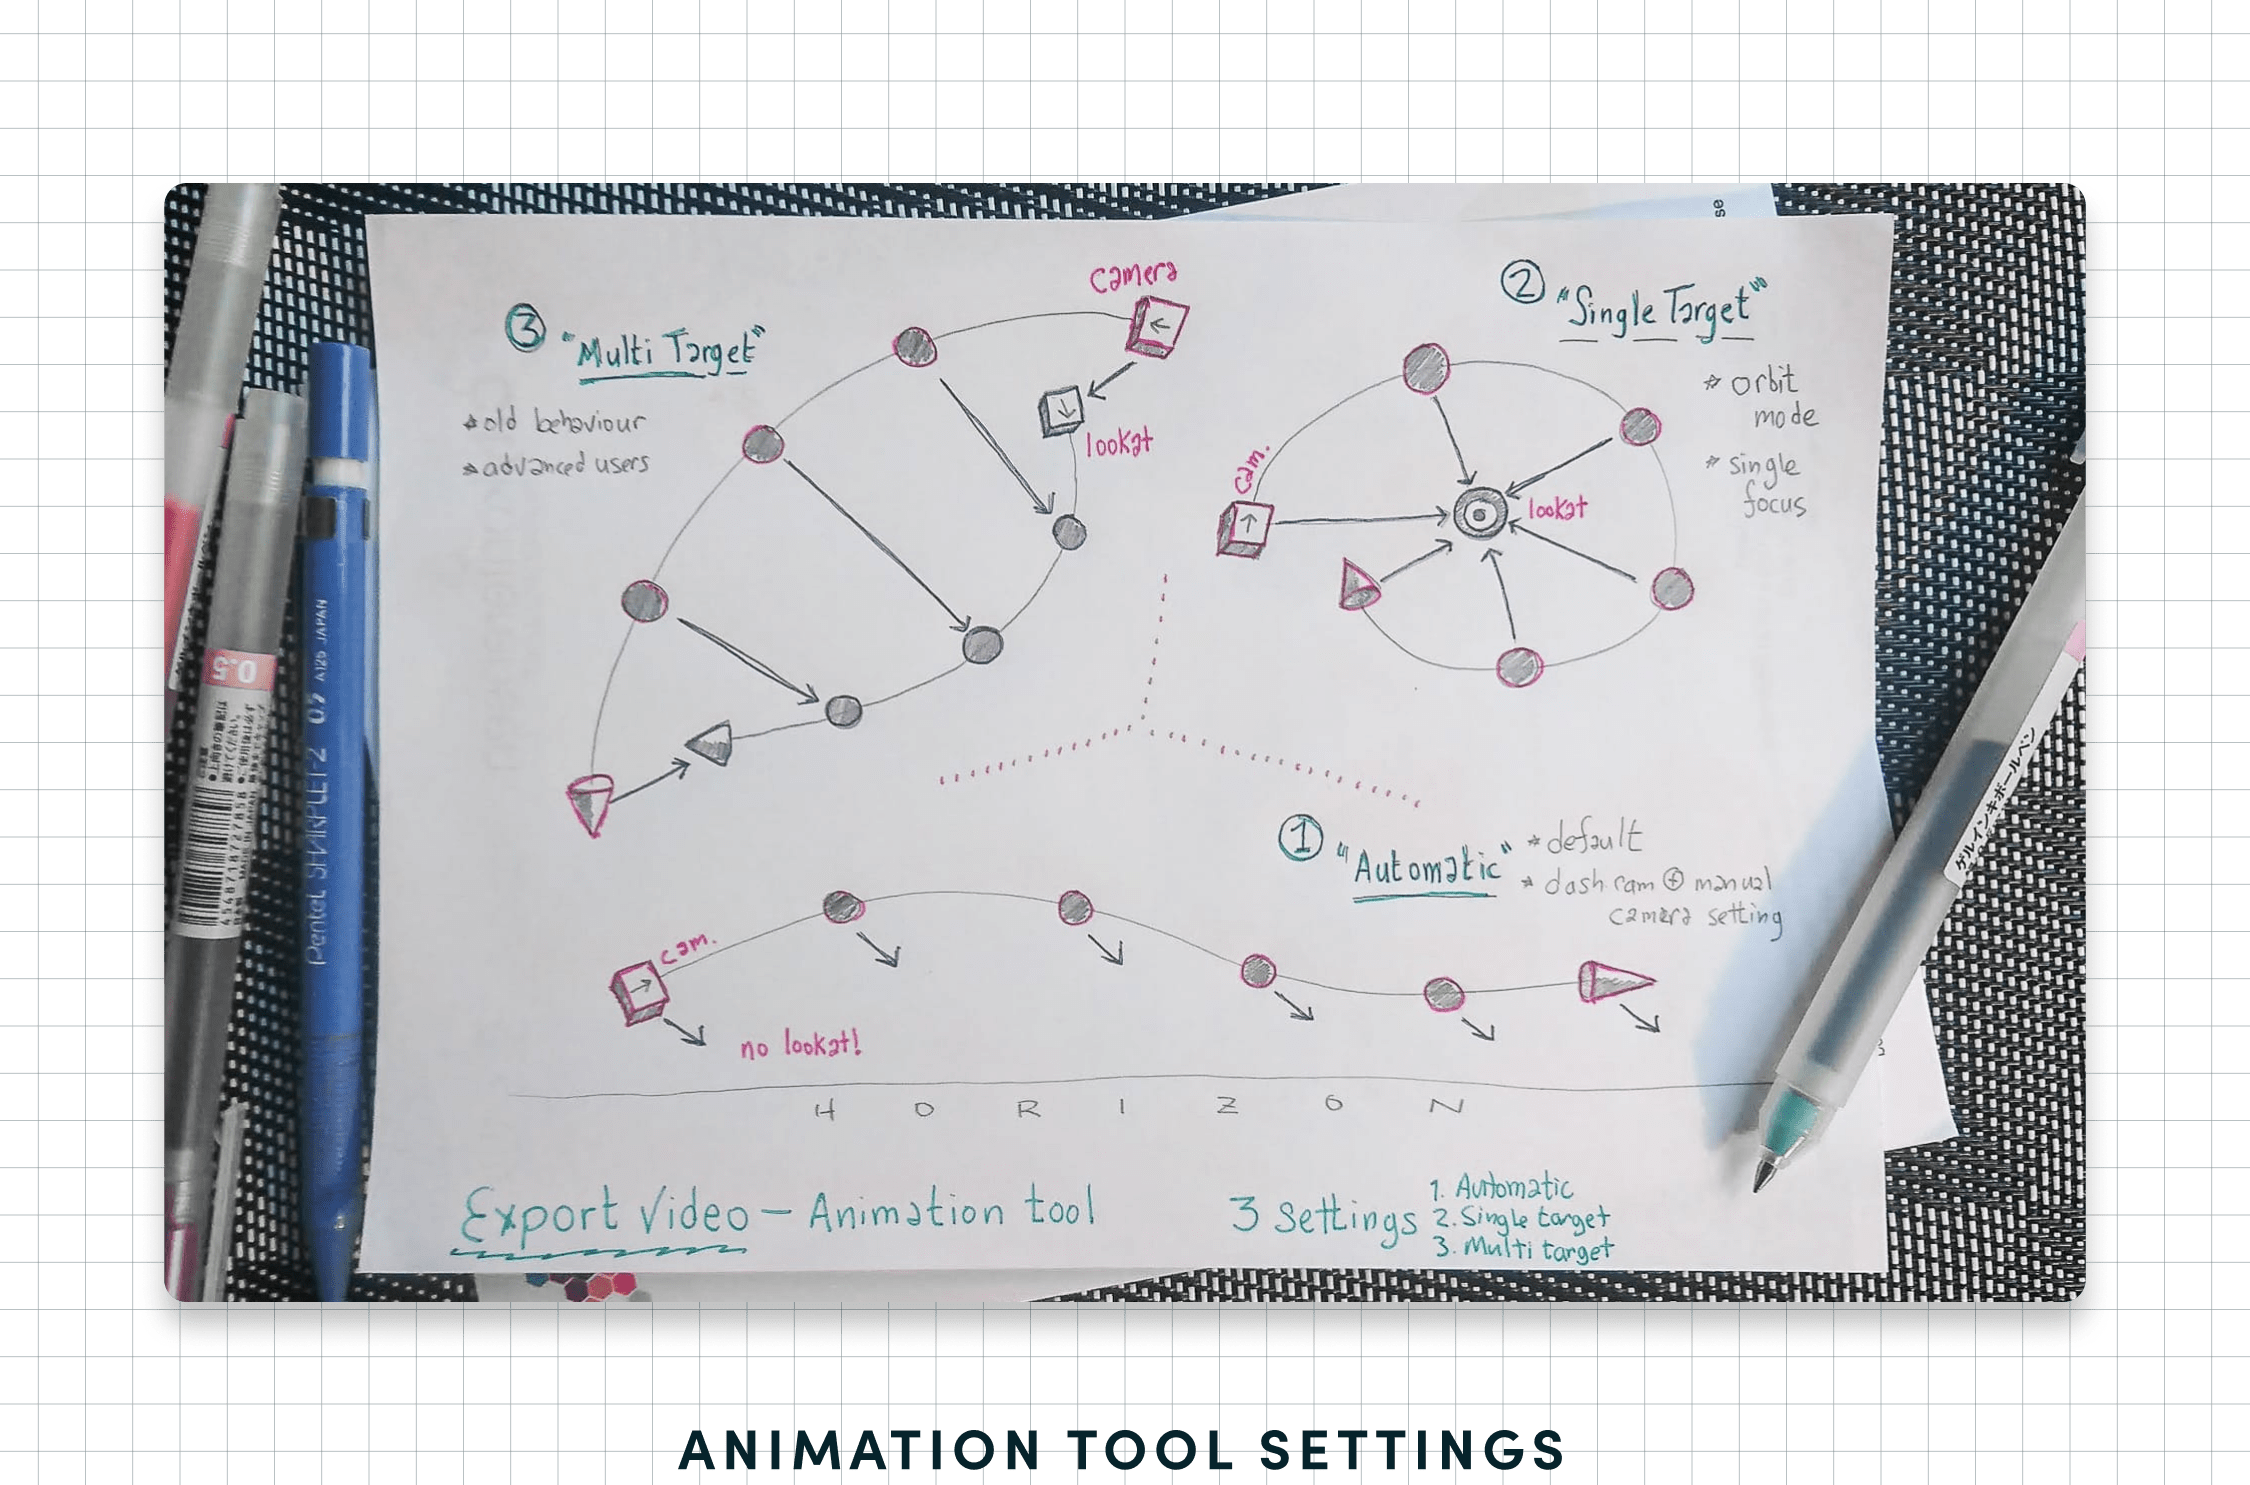 se
camera
③ "Multi Target"
* old behaviour
* advanced users
lookat
② "Single Target"
* orbit
mode
* single
focus
cam.
lookat
① "Automatic"
* default
* dash cam ⊕ manual
camera setting
cam.
no lookat!
H O R I Z O N
Export Video – Animation tool
3 Settings
1. Automatic
2. Single target
3. Multi target
0.5
4548718727858
Pentel SHARPLET 2 0.9 A125 JAPAN
ゲルインキボールペン
ANIMATION TOOL SETTINGS